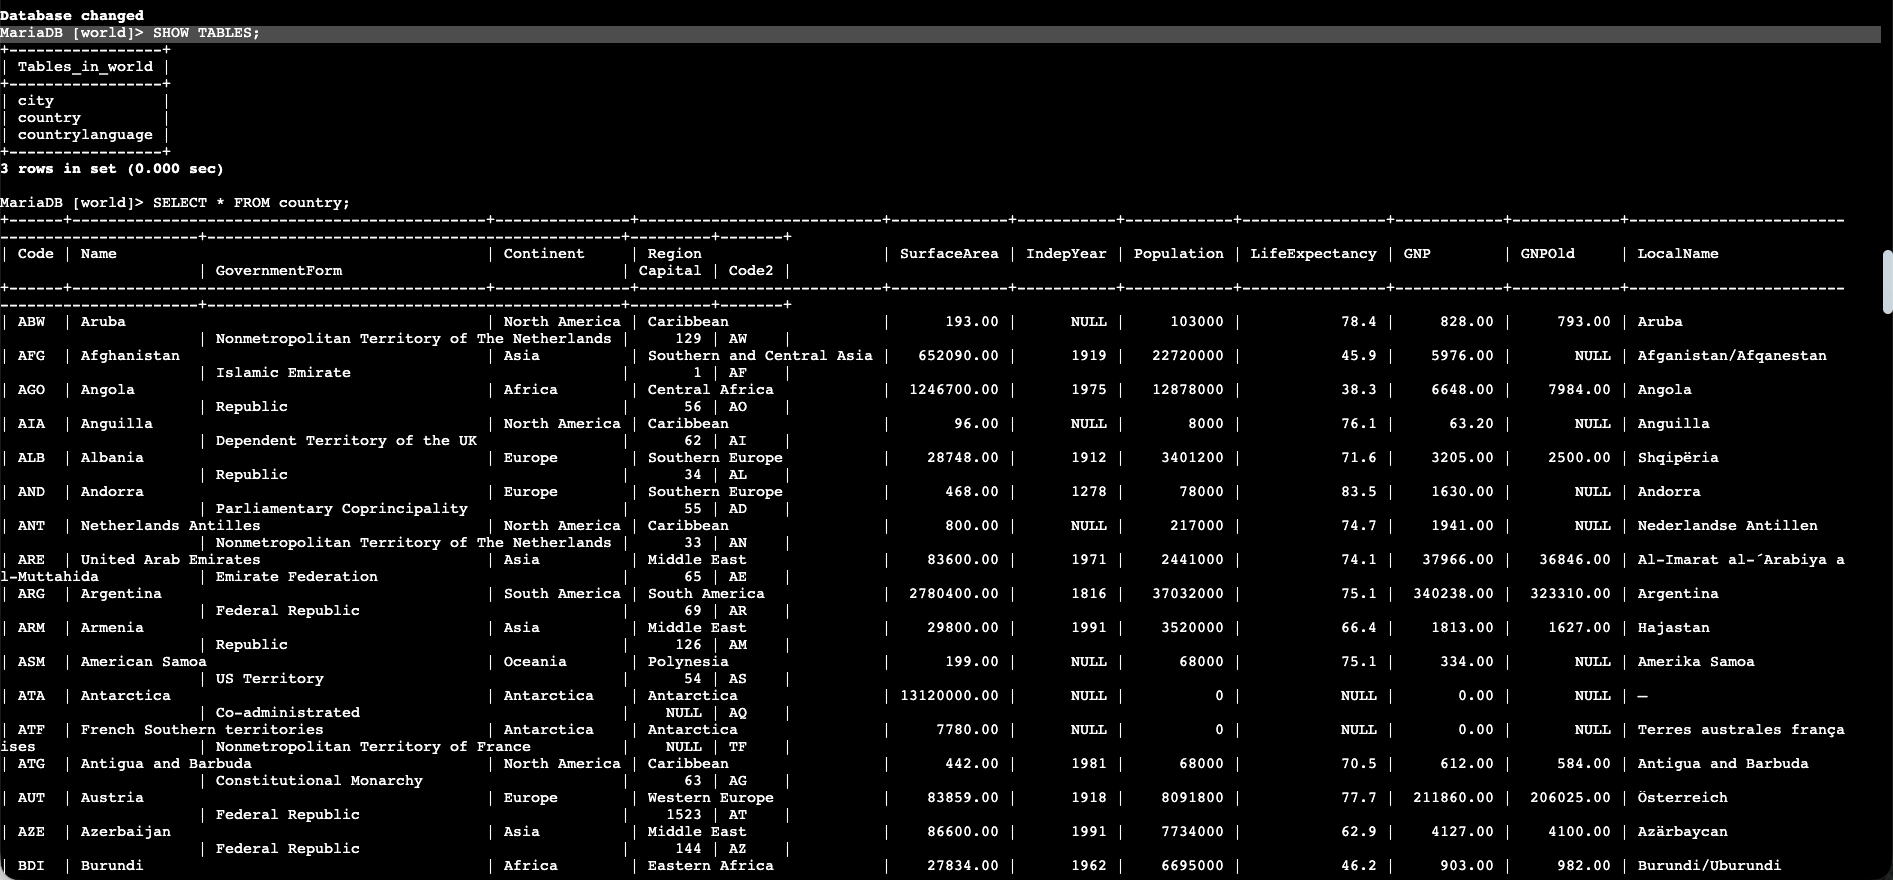 Database changed
MariaDB [world]> SHOW TABLES;
+-----------------+
| Tables_in_world |
+-----------------+
| city            |
| country         |
| countrylanguage |
+-----------------+
3 rows in set (0.000 sec)
MariaDB [world]> SELECT * FROM country;
+------+----------------------------------------------+---------------+---------------------------+-------------+-----------+------------+----------------+------------+------------+------------------------
----------------------+----------------------------------------------+---------+-------+
| Code | Name | Continent | Region | SurfaceArea | IndepYear | Population | LifeExpectancy | GNP | GNPOld | LocalName
| GovernmentForm | Capital | Code2 |
+------+----------------------------------------------+---------------+---------------------------+-------------+-----------+------------+----------------+------------+------------+------------------------
----------------------+----------------------------------------------+---------+-------+
| ABW | Aruba | North America | Caribbean | 193.00 | NULL | 103000 | 78.4 | 828.00 | 793.00 | Aruba
| Nonmetropolitan Territory of The Netherlands | 129 | AW |
| AFG | Afghanistan | Asia | Southern and Central Asia | 652090.00 | 1919 | 22720000 | 45.9 | 5976.00 | NULL | Afganistan/Afqanestan
| Islamic Emirate | 1 | AF |
| AGO | Angola | Africa | Central Africa | 1246700.00 | 1975 | 12878000 | 38.3 | 6648.00 | 7984.00 | Angola
| Republic | 56 | AO |
| AIA | Anguilla | North America | Caribbean | 96.00 | NULL | 8000 | 76.1 | 63.20 | NULL | Anguilla
| Dependent Territory of the UK | 62 | AI |
| ALB | Albania | Europe | Southern Europe | 28748.00 | 1912 | 3401200 | 71.6 | 3205.00 | 2500.00 | Shqipëria
| Republic | 34 | AL |
| AND | Andorra | Europe | Southern Europe | 468.00 | 1278 | 78000 | 83.5 | 1630.00 | NULL | Andorra
| Parliamentary Coprincipality | 55 | AD |
| ANT | Netherlands Antilles | North America | Caribbean | 800.00 | NULL | 217000 | 74.7 | 1941.00 | NULL | Nederlandse Antillen
| Nonmetropolitan Territory of The Netherlands | 33 | AN |
| ARE | United Arab Emirates | Asia | Middle East | 83600.00 | 1971 | 2441000 | 74.1 | 37966.00 | 36846.00 | Al-Imarat al-´Arabiya a
l-Muttahida | Emirate Federation | 65 | AE |
| ARG | Argentina | South America | South America | 2780400.00 | 1816 | 37032000 | 75.1 | 340238.00 | 323310.00 | Argentina
| Federal Republic | 69 | AR |
| ARM | Armenia | Asia | Middle East | 29800.00 | 1991 | 3520000 | 66.4 | 1813.00 | 1627.00 | Hajastan
| Republic | 126 | AM |
| ASM | American Samoa | Oceania | Polynesia | 199.00 | NULL | 68000 | 75.1 | 334.00 | NULL | Amerika Samoa
| US Territory | 54 | AS |
| ATA | Antarctica | Antarctica | Antarctica | 13120000.00 | NULL | 0 | NULL | 0.00 | NULL | –
| Co-administrated | NULL | AQ |
| ATF | French Southern territories | Antarctica | Antarctica | 7780.00 | NULL | 0 | NULL | 0.00 | NULL | Terres australes frança
ises | Nonmetropolitan Territory of France | NULL | TF |
| ATG | Antigua and Barbuda | North America | Caribbean | 442.00 | 1981 | 68000 | 70.5 | 612.00 | 584.00 | Antigua and Barbuda
| Constitutional Monarchy | 63 | AG |
| AUT | Austria | Europe | Western Europe | 83859.00 | 1918 | 8091800 | 77.7 | 211860.00 | 206025.00 | Österreich
| Federal Republic | 1523 | AT |
| AZE | Azerbaijan | Asia | Middle East | 86600.00 | 1991 | 7734000 | 62.9 | 4127.00 | 4100.00 | Azärbaycan
| Federal Republic | 144 | AZ |
| BDI | Burundi | Africa | Eastern Africa | 27834.00 | 1962 | 6695000 | 46.2 | 903.00 | 982.00 | Burundi/Uburundi